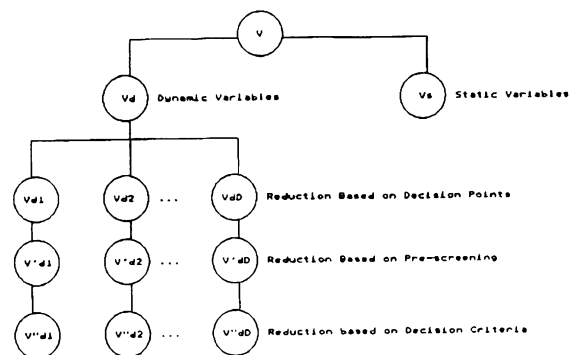 V
Vd Dynamic Variables Vs Static Variables
Vd1 Vd2 ... VdD Reduction Based on Decision Points
V'd1 V'd2 ... V'dD Reduction Based on Pre-screening
V''d1 V''d2 ... V''dD Reduction based on Decision Criteria